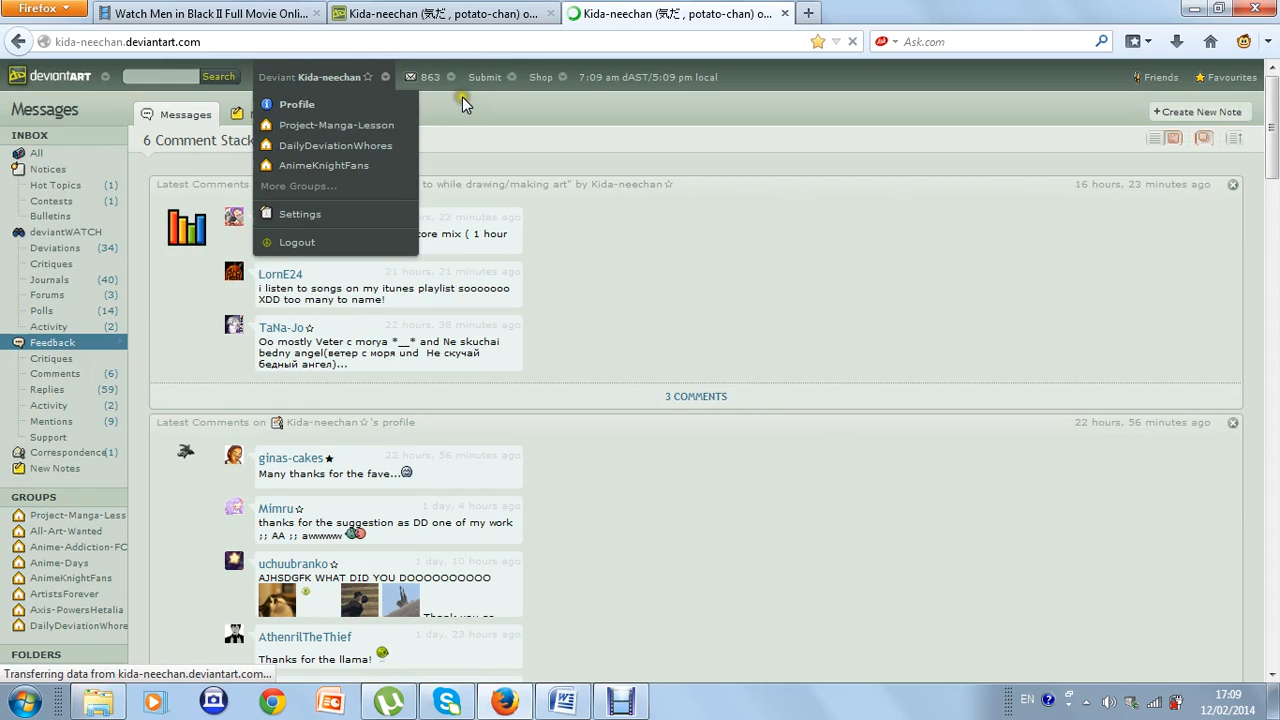 Firefox
Watch Men in Black II Full Movie Onli...
Kida-neechan (気だ , potato-chan) o...
Kida-neechan (気だ , potato-chan) o...
kida-neechan.deviantart.com
Ask.com
deviantART
Search
Deviant Kida-neechan☆
863
Submit
Shop
7:09 am dAST/5:09 pm local
Friends
Favourites
Profile
Project-Manga-Lesson
DailyDeviationWhores
AnimeKnightFans
More Groups...
Settings
Logout
Messages
Messages
+Create New Note
6 Comment Stack
INBOX
All
Notices
Hot Topics (1)
Contests (1)
Bulletins
deviantWATCH
Deviations (34)
Critiques
Journals (40)
Forums (3)
Polls (14)
Activity (2)
Feedback
Critiques
Comments (6)
Replies (59)
Activity (2)
Mentions (9)
Support
Correspondence(1)
New Notes
GROUPS
Project-Manga-Less
All-Art-Wanted
Anime-Addiction-FC
Anime-Days
AnimeKnightFans
ArtistsForever
Axis-PowersHetalia
DailyDeviationWhore
FOLDERS
Latest Comments
to while drawing/making art" by Kida-neechan☆
16 hours, 23 minutes ago
23 minutes ago
core mix ( 1 hour
LornE24
21 hours, 21 minutes ago
i listen to songs on my itunes playlist sooooooo
XDD too many to name!
TaNa-Jo☆
22 hours, 38 minutes ago
Oo mostly Veter c morya *__* and Ne skuchai
bedny angel(ветер с моря und Не скучай
бедный ангел)...
3 COMMENTS
Latest Comments on Kida-neechan☆'s profile
22 hours, 56 minutes ago
ginas-cakes★
22 hours, 56 minutes ago
Many thanks for the fave...
Mimru☆
1 day, 4 hours ago
thanks for the suggestion as DD one of my work
;; AA ;; awwwww
uchuubranko☆
1 day, 10 hours ago
AJHSDGFK WHAT DID YOU DOOOOOOOOOO
AthenrilTheThief
1 day, 23 hours ago
Thanks for the llama!
Transferring data from kida-neechan.deviantart.com...
EN
17:09
12/02/2014